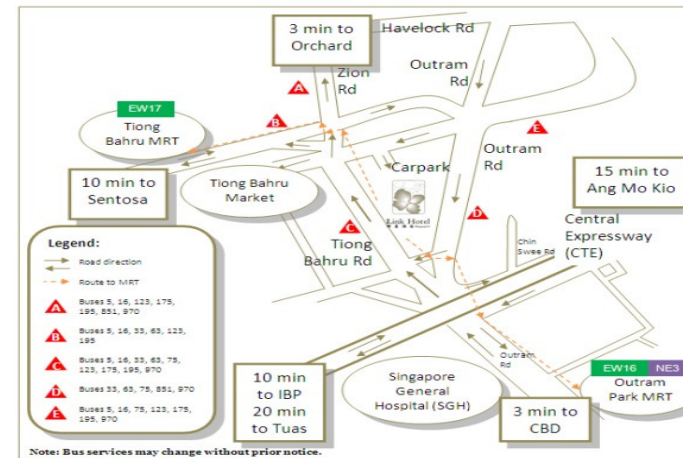 3 min to
Orchard
Havelock Rd
Zion
Rd
Outram
Rd
A
EW17
Tiong
Bahru MRT
B
E
10 min to
Sentosa
Tiong Bahru
Market
Carpark
Outram
Rd
15 min to
Ang Mo Kio
Link Hotel
D
C
Tiong
Bahru Rd
Chin
Swee Rd
Central
Expressway
(CTE)
Legend:
Road direction
Route to MRT
A Buses 5, 16, 123, 175,
195, 851, 970
B Buses 5, 16, 33, 63, 123,
195
C Buses 5, 16, 33, 63, 75,
123, 175, 195, 970
D Buses 33, 63, 75, 851, 970
E Buses 5, 16, 75, 123, 175,
195, 970
10 min
to IBP
20 min
to Tuas
Singapore
General
Hospital (SGH)
Outram
Rd
3 min to
CBD
EW16 NE3
Outram
Park MRT
Note: Bus services may change without prior notice.